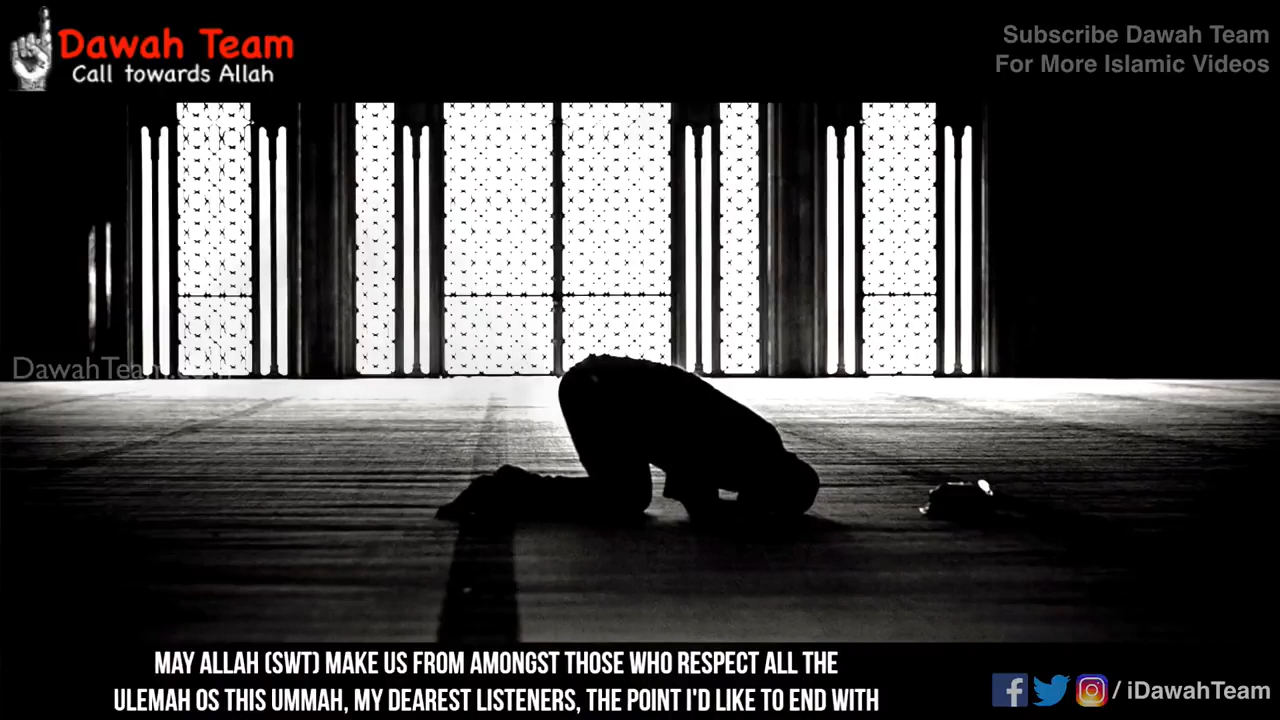 Dawah Team
Call towards Allah
Subscribe Dawah Team
For More Islamic Videos
DawahTeam.com
MAY ALLAH (SWT) MAKE US FROM AMONGST THOSE WHO RESPECT ALL THE
ULEMAH OS THIS UMMAH, MY DEAREST LISTENERS, THE POINT I'D LIKE TO END WITH
/ iDawahTeam